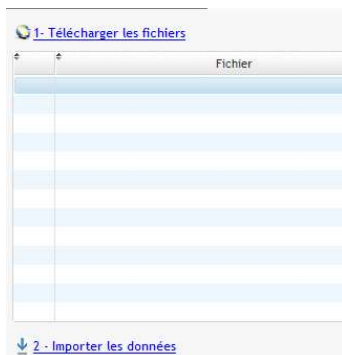 1- Télécharger les fichiers
Fichier
2 - Importer les données